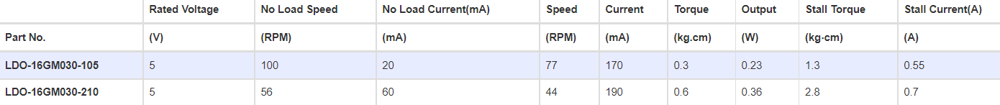 Rated Voltage No Load Speed No Load Current(mA) Speed Current Torque Output Stall Torque Stall Current(A)
Part No. (V) (RPM) (mA) (RPM) (mA) (kg.cm) (W) (kg·cm) (A)
LDO-16GM030-105 5 100 20 77 170 0.3 0.23 1.3 0.55
LDO-16GM030-210 5 56 60 44 190 0.6 0.36 2.8 0.7